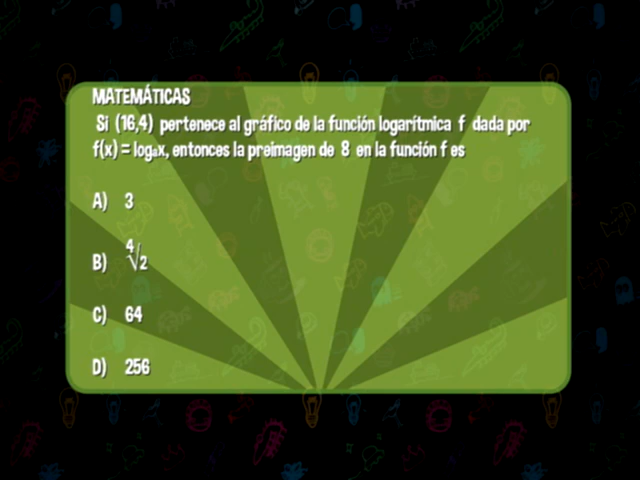 MATEMÁTICAS
Si (16,4) pertenece al gráfico de la función logarítmica f dada por
f(x) = logₐx, entonces la preimagen de 8 en la función f es
A) 3
B) ∜2
C) 64
D) 256